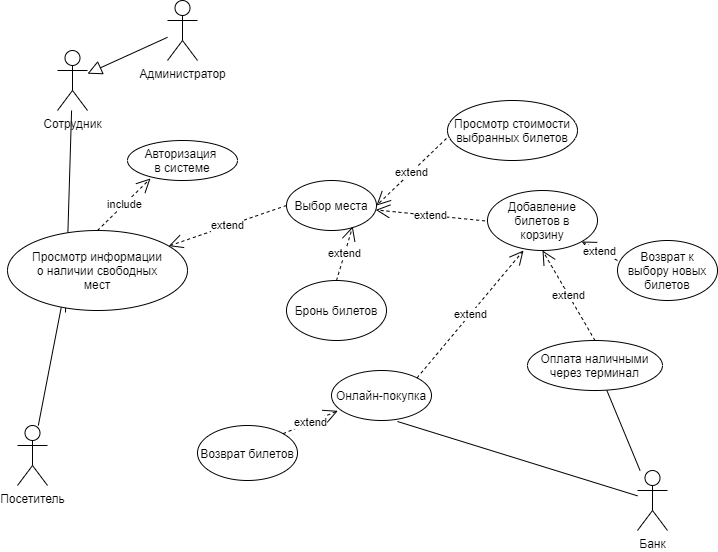 Администратор
Сотрудник
Просмотр стоимости
выбранных билетов
Авторизация
в системе
extend
include
Выбор места
extend
extend
Добавление
билетов в
корзину
Просмотр информации
о наличии свободных
мест
extend
extend
Возврат к
выбору новых
билетов
extend
Бронь билетов
extend
Оплата наличными
через терминал
Онлайн-покупка
extend
Возврат билетов
Посетитель
Банк